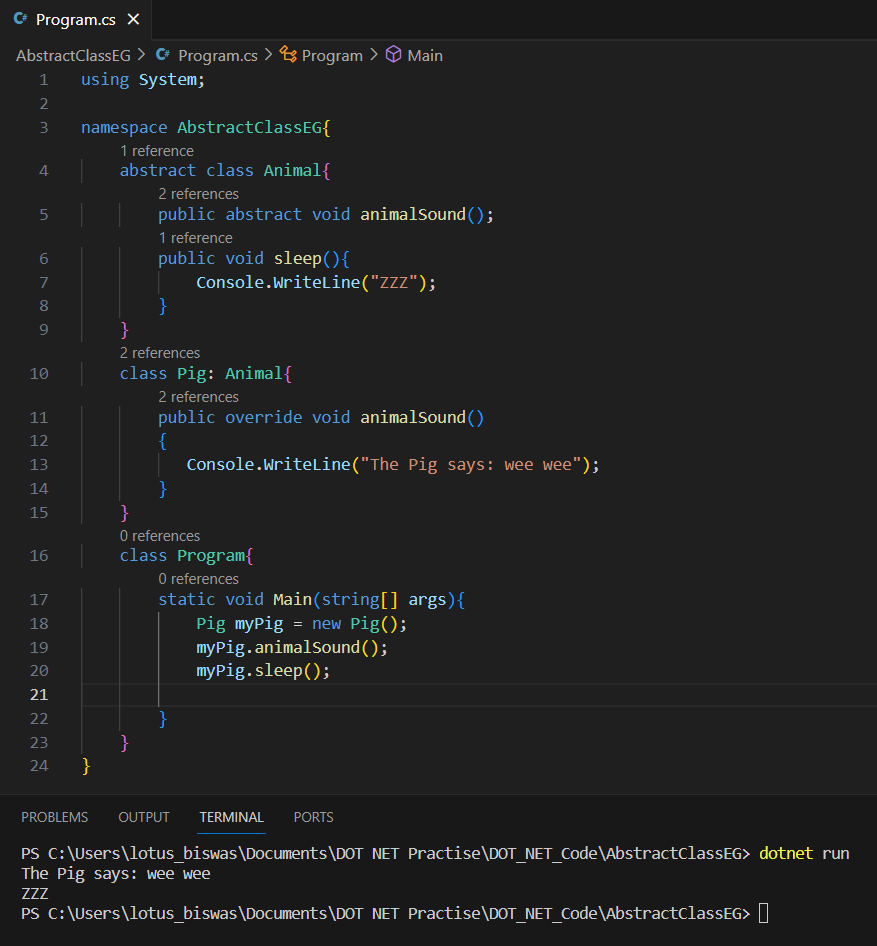 C# Program.cs ×
AbstractClassEG > C# Program.cs > Program > Main
1 using System;
2
3 namespace AbstractClassEG{
1 reference
4 abstract class Animal{
2 references
5 public abstract void animalSound();
1 reference
6 public void sleep(){
7 Console.WriteLine("ZZZ");
8 }
9 }
2 references
10 class Pig: Animal{
2 references
11 public override void animalSound()
12 {
13 Console.WriteLine("The Pig says: wee wee");
14 }
15 }
0 references
16 class Program{
0 references
17 static void Main(string[] args){
18 Pig myPig = new Pig();
19 myPig.animalSound();
20 myPig.sleep();
21
22 }
23 }
24 }
PROBLEMS OUTPUT TERMINAL PORTS
PS C:\Users\lotus_biswas\Documents\DOT NET Practise\DOT_NET_Code\AbstractClassEG> dotnet run
The Pig says: wee wee
ZZZ
PS C:\Users\lotus_biswas\Documents\DOT NET Practise\DOT_NET_Code\AbstractClassEG>